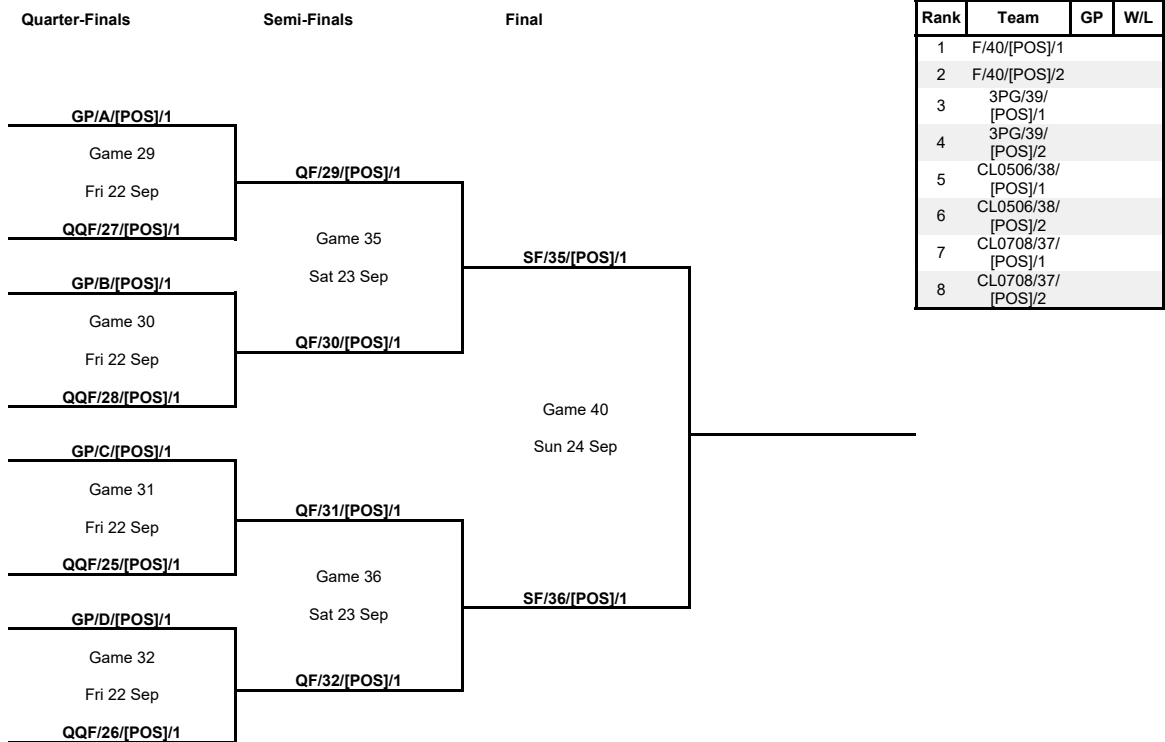 Quarter-Finals
Semi-Finals
Final
GP/A/[POS]/1
Game 29
Fri 22 Sep
QQF/27/[POS]/1
GP/B/[POS]/1
Game 30
Fri 22 Sep
QQF/28/[POS]/1
GP/C/[POS]/1
Game 31
Fri 22 Sep
QQF/25/[POS]/1
GP/D/[POS]/1
Game 32
Fri 22 Sep
QQF/26/[POS]/1
QF/29/[POS]/1
Game 35
Sat 23 Sep
QF/30/[POS]/1
QF/31/[POS]/1
Game 36
Sat 23 Sep
QF/32/[POS]/1
SF/35/[POS]/1
Game 40
Sun 24 Sep
SF/36/[POS]/1
Rank Team GP W/L
1 F/40/[POS]/1
2 F/40/[POS]/2
3 3PG/39/
[POS]/1
4 3PG/39/
[POS]/2
5 CL0506/38/
[POS]/1
6 CL0506/38/
[POS]/2
7 CL0708/37/
[POS]/1
8 CL0708/37/
[POS]/2